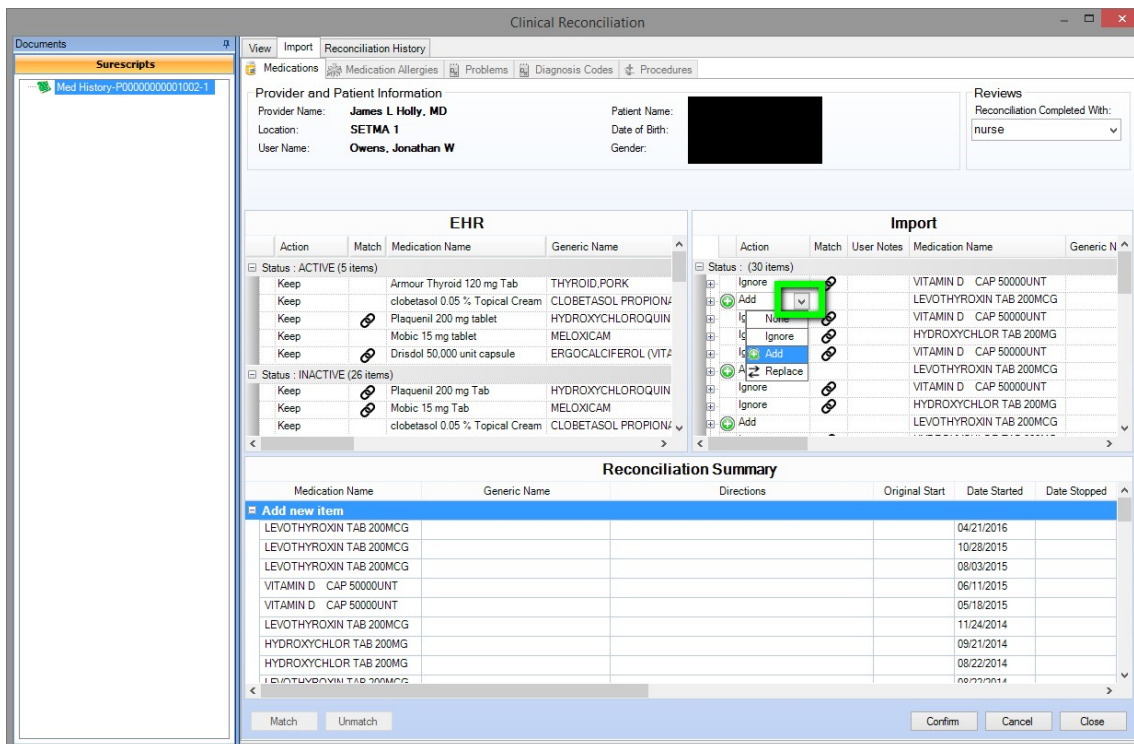 Clinical Reconciliation
Documents
Surescripts
Med History-P00000000001002-1
View Import Reconciliation History
Medications Medication Allergies Problems Diagnosis Codes Procedures
Provider and Patient Information
Provider Name: James L Holly, MD Patient Name:
Location: SETMA 1 Date of Birth:
User Name: Owens, Jonathan W Gender:
Reviews
Reconciliation Completed With:
nurse
EHR
Action Match Medication Name Generic Name
Status : ACTIVE (5 items)
Keep Armour Thyroid 120 mg Tab THYROID,PORK
Keep clobetasol 0.05 % Topical Cream CLOBETASOL PROPIONA
Keep Plaquenil 200 mg tablet HYDROXYCHLOROQUIN
Keep Mobic 15 mg tablet MELOXICAM
Keep Drisdol 50,000 unit capsule ERGOCALCIFEROL (VITA
Status : INACTIVE (26 items)
Keep Plaquenil 200 mg Tab HYDROXYCHLOROQUIN
Keep Mobic 15 mg Tab MELOXICAM
Keep clobetasol 0.05 % Topical Cream CLOBETASOL PROPIONA
Import
Action Match User Notes Medication Name Generic N
Status : (30 items)
Ignore VITAMIN D CAP 50000UNT
Add LEVOTHYROXIN TAB 200MCG
None VITAMIN D CAP 50000UNT
Ignore HYDROXYCHLOR TAB 200MG
Add VITAMIN D CAP 50000UNT
Replace LEVOTHYROXIN TAB 200MCG
Ignore VITAMIN D CAP 50000UNT
Ignore HYDROXYCHLOR TAB 200MG
Add LEVOTHYROXIN TAB 200MCG
Reconciliation Summary
Medication Name Generic Name Directions Original Start Date Started Date Stopped
Add new item
LEVOTHYROXIN TAB 200MCG 04/21/2016
LEVOTHYROXIN TAB 200MCG 10/28/2015
LEVOTHYROXIN TAB 200MCG 08/03/2015
VITAMIN D CAP 50000UNT 06/11/2015
VITAMIN D CAP 50000UNT 05/18/2015
LEVOTHYROXIN TAB 200MCG 11/24/2014
HYDROXYCHLOR TAB 200MG 09/21/2014
HYDROXYCHLOR TAB 200MG 08/22/2014
LEVOTHYROXIN TAB 200MCG 08/22/2014
Match Unmatch Confirm Cancel Close